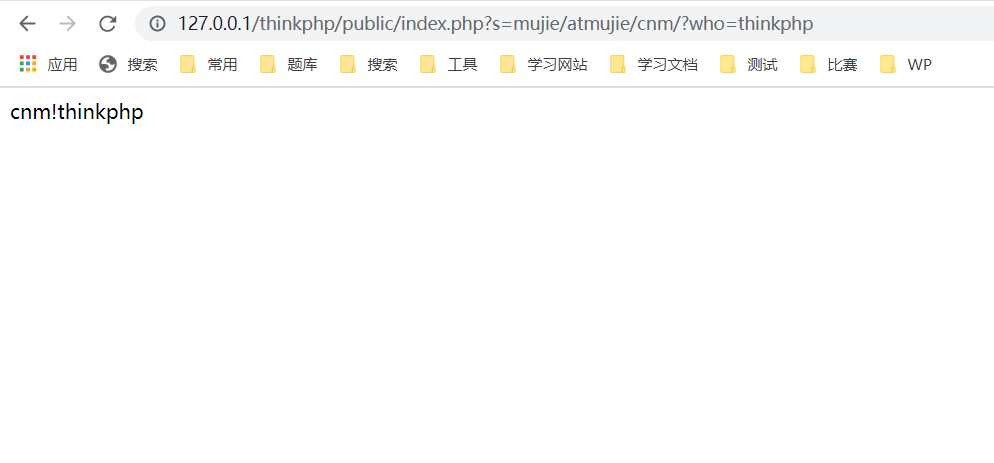 127.0.0.1/thinkphp/public/index.php?s=mujie/atmujie/cnm/?who=thinkphp
应用 搜索 常用 题库 搜索 工具 学习网站 学习文档 测试 比赛 WP
cnm!thinkphp